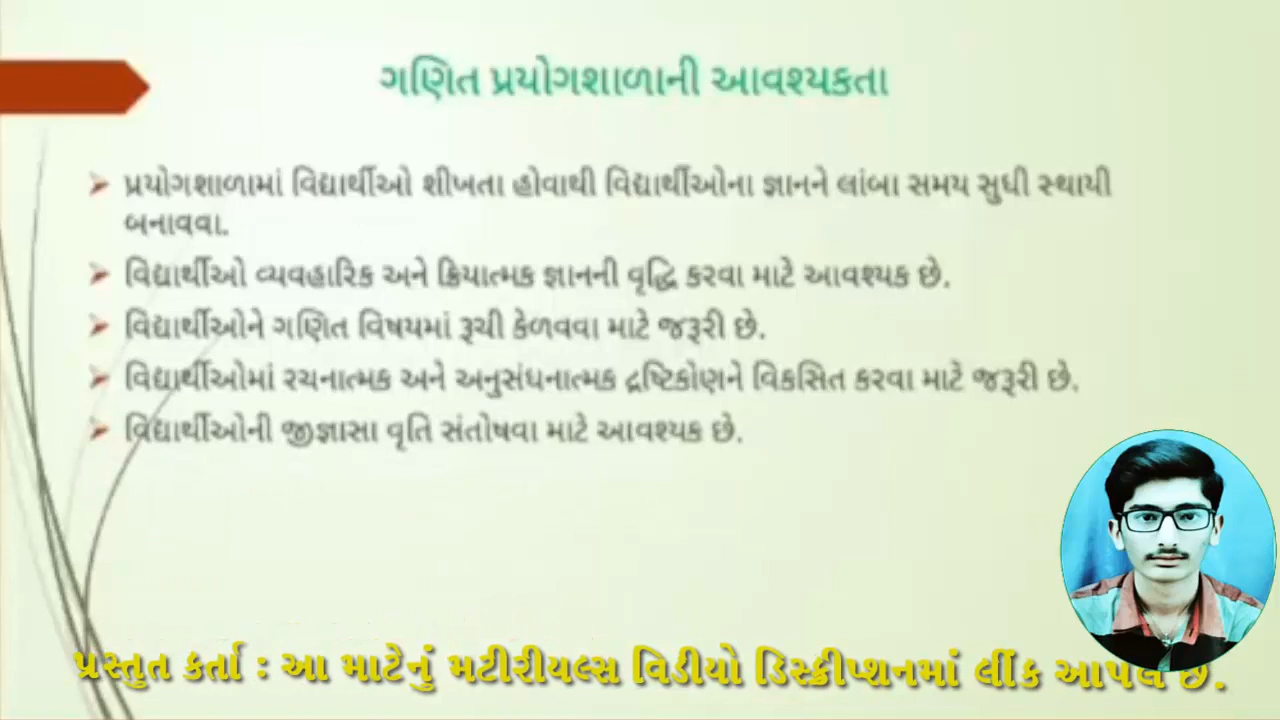 ગણિત પ્રયોગશાળાની આવશ્યકતા
પ્રયોગશાળામાં વિદ્યાર્થીઓ શીખતા હોવાથી વિદ્યાર્થીઓના જ્ઞાનને લાંબા સમય સુધી સ્થાયી
બનાવવા.
વિદ્યાર્થીઓ વ્યવહારિક અને ક્રિયાત્મક જ્ઞાનની વૃદ્ધિ કરવા માટે આવશ્યક છે.
વિદ્યાર્થીઓને ગણિત વિષયમાં રૂચી કેળવવા માટે જરૂરી છે.
વિદ્યાર્થીઓમાં રચનાત્મક અને અનુસંધનાત્મક દ્રષ્ટિકોણને વિકસિત કરવા માટે જરૂરી છે.
વિદ્યાર્થીઓની જીજ્ઞાસા વૃતિ સંતોષવા માટે આવશ્યક છે.
પ્રસ્તુત કર્તા : આ માટેનું મટીરીયલ્સ વિડીયો ડિસ્ક્રીપ્શનમાં લીંક આપેલ છે.